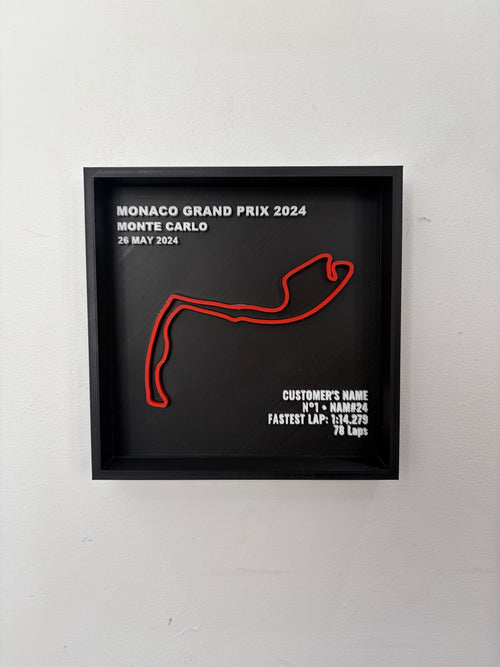 MONACO GRAND PRIX 2024
MONTE CARLO
26 MAY 2024
CUSTOMER'S NAME
N°1 • NAM#24
FASTEST LAP: 1:14.279
78 Laps